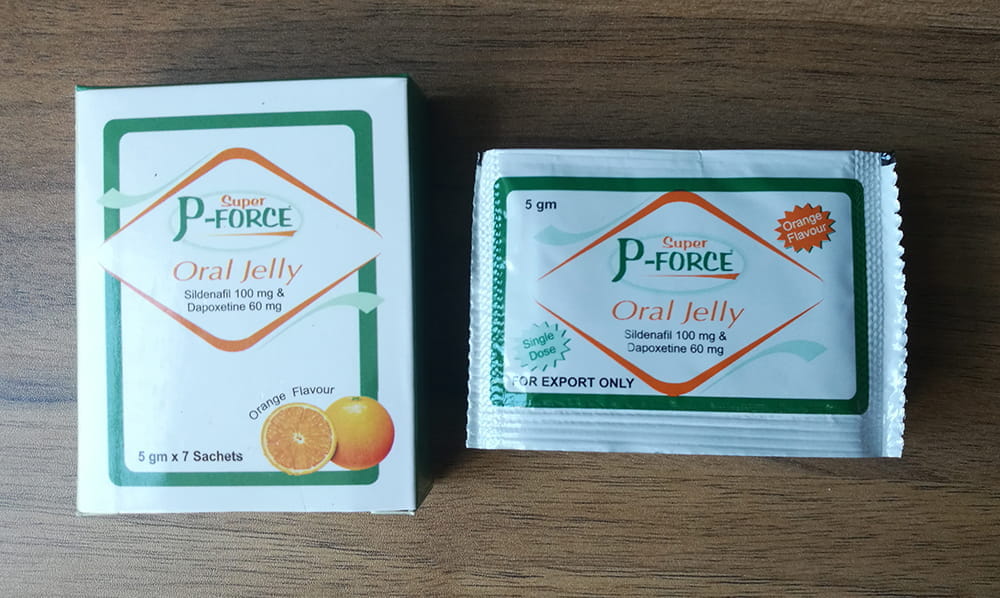 Super
P-FORCE
Oral Jelly
Sildenafil 100 mg &
Dapoxetine 60 mg
Orange Flavour
5 gm x 7 Sachets
5 gm
Orange
Flavour
Super
P-FORCE
Oral Jelly
Sildenafil 100 mg &
Dapoxetine 60 mg
Single
Dose
FOR EXPORT ONLY